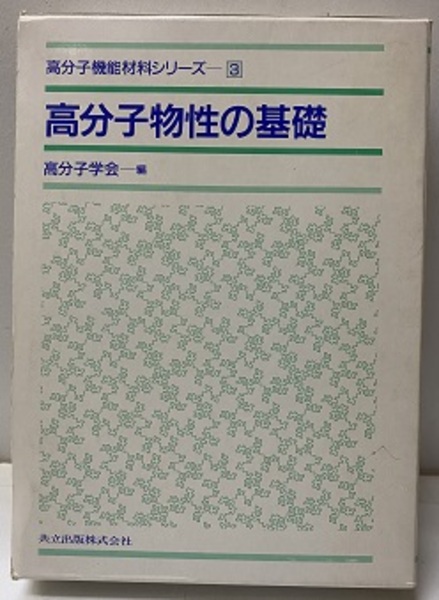 高分子機能材料シリーズ―3
高分子物性の基礎
高分子学会―編
共立出版株式会社